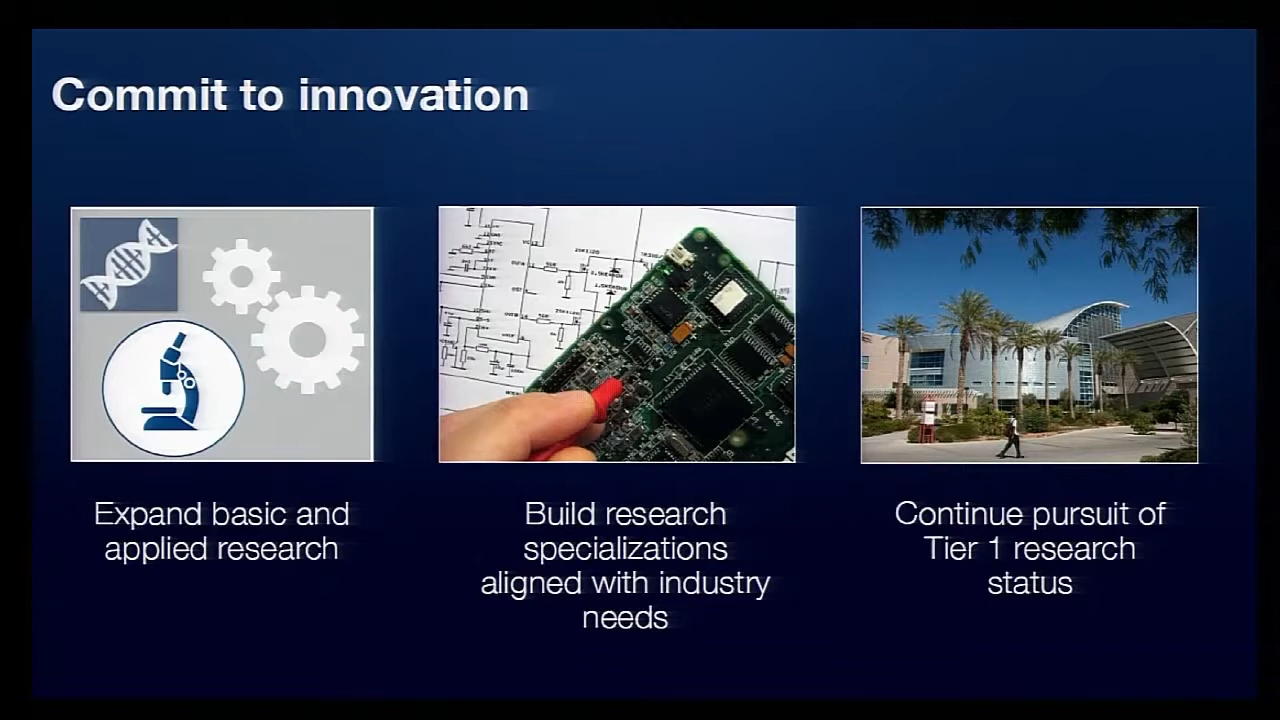 Commit to innovation
Expand basic and
applied research
Build research
specializations
aligned with industry
needs
Continue pursuit of
Tier 1 research
status